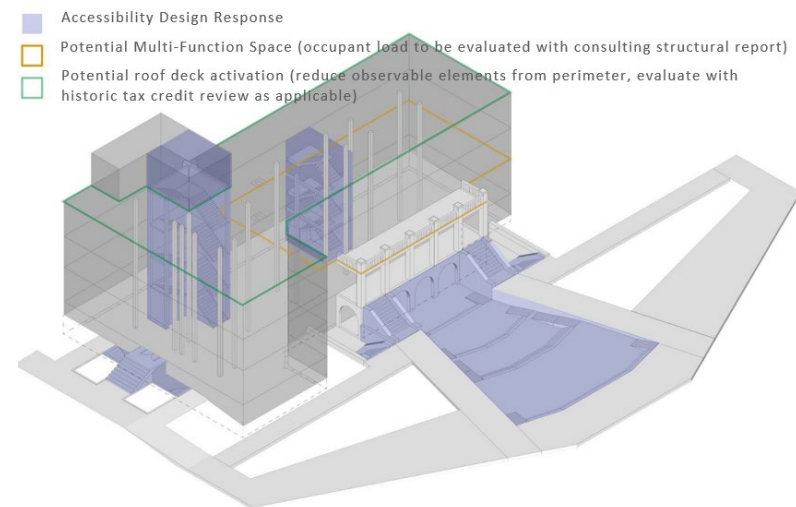 Accessibility Design Response
Potential Multi-Function Space (occupant load to be evaluated with consulting structural report)
Potential roof deck activation (reduce observable elements from perimeter, evaluate with
historic tax credit review as applicable)